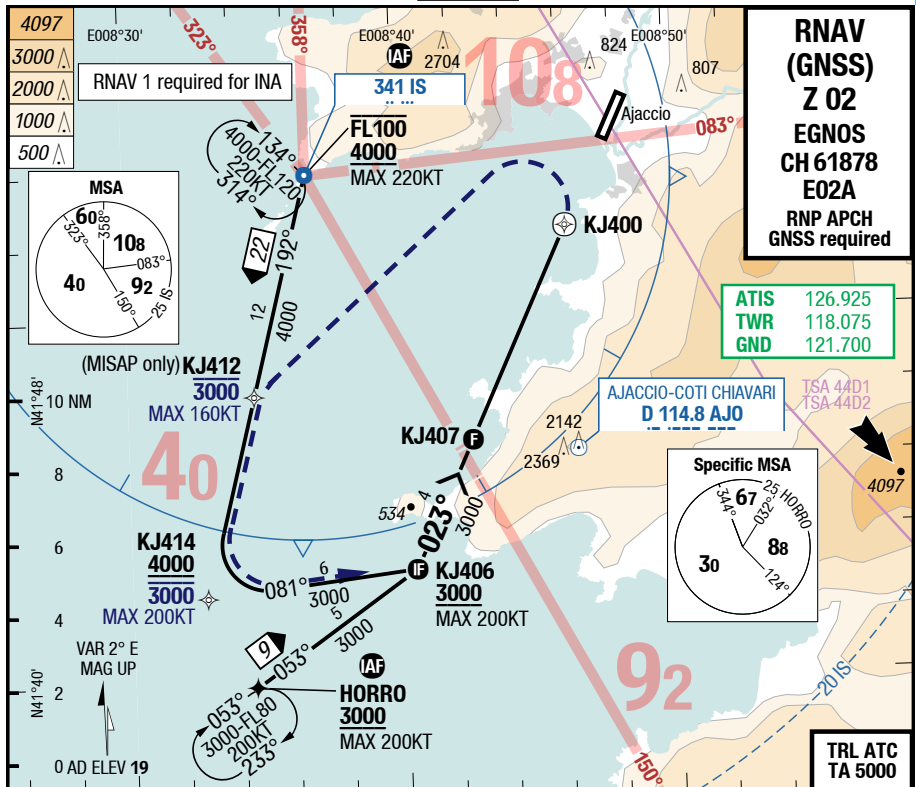 4097
3000
2000
1000
500
E008°30'
E008°40'
E008°50'
323°
358°
IAF
2704
824
807
RNAV 1 required for INA
341 IS
108
Ajaccio
083°
FL100
4000
MAX 220KT
134°
4000-FL120
220KT
314°
RNAV
(GNSS)
Z 02
EGNOS
CH 61878
E02A
RNP APCH
GNSS required
MSA
60
323°
358°
108
083°
40
92
150°
25 IS
22
192°
12
4000
KJ400
ATIS 126.925
TWR 118.075
GND 121.700
(MISAP only) KJ412
3000
MAX 160KT
N41°48'
10 NM
AJACCIO-COTI CHIAVARI
D 114.8 AJO
TSA 44D1
TSA 44D2
KJ407
F
2142
2369
4097
40
8
534
4
023°
3000
Specific MSA
67
344°
032°
25 HORRO
30
88
124°
KJ414
4000
3000
MAX 200KT
6
081°
6
3000
IF
KJ406
3000
MAX 200KT
4
5
3000
9
053°
VAR 2° E
MAG UP
IAF
HORRO
3000
MAX 200KT
92
N41°40'
2
053°
3000-FL80
200KT
233°
20 IS
0 AD ELEV 19
150°
TRL ATC
TA 5000